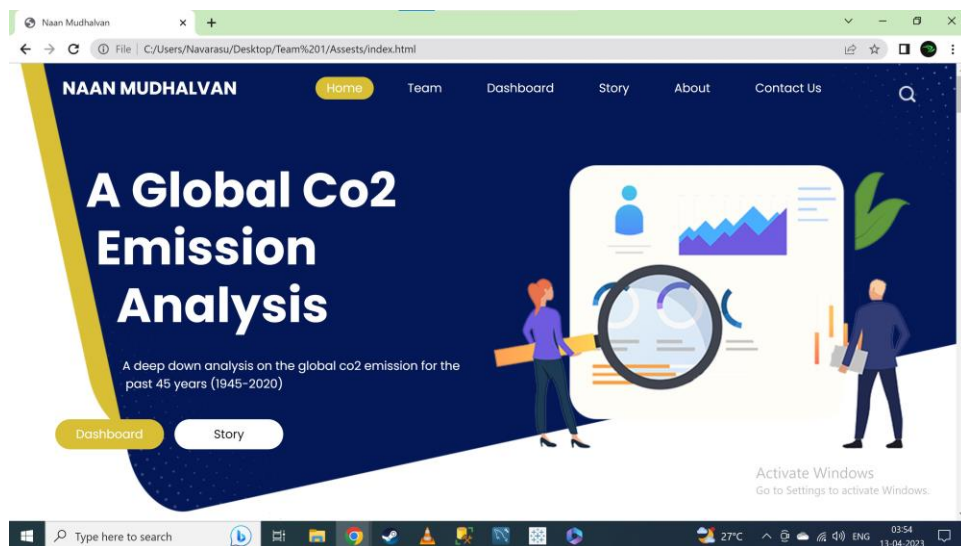 Naan Mudhalvan
File | C:/Users/Navarasu/Desktop/Team%201/Assests/index.html
NAAN MUDHALVAN Home Team Dashboard Story About Contact Us
A Global Co2
Emission
Analysis
A deep down analysis on the global co2 emission for the
past 45 years (1945-2020)
Dashboard Story
Activate Windows
Go to Settings to activate Windows.
Type here to search 27°C ENG 03:54
13-04-2023